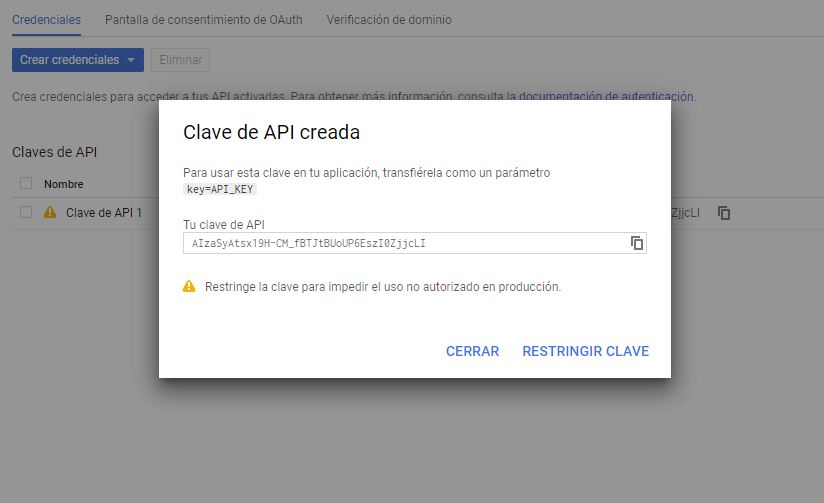 Credenciales Pantalla de consentimiento de OAuth Verificación de dominio
Crear credenciales Eliminar
Crea credenciales para acceder a tus API activadas. Para obtener más información, consulta la documentación de autenticación.
Claves de API
Nombre
Clave de API 1 ZjjcLI
Clave de API creada
Para usar esta clave en tu aplicación, transfiérela como un parámetro
key=API_KEY
Tu clave de API
AIzaSyAtsx19H-CM_fBTJtBUoUP6EszI0ZjjcLI
Restringe la clave para impedir el uso no autorizado en producción.
CERRAR RESTRINGIR CLAVE